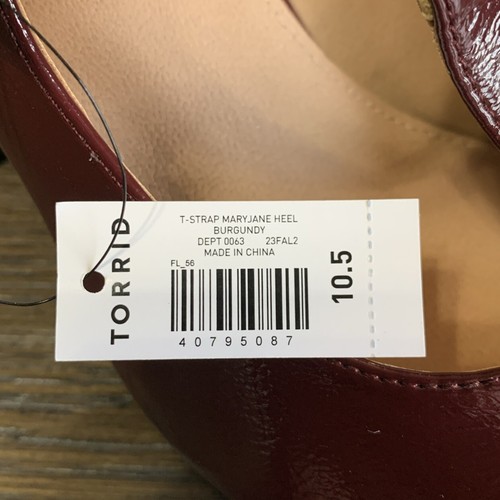 T-STRAP MARYJANE HEEL
BURGUNDY
DEPT 0063 23FAL2
MADE IN CHINA
FL_56
40795087
TORRID
10.5